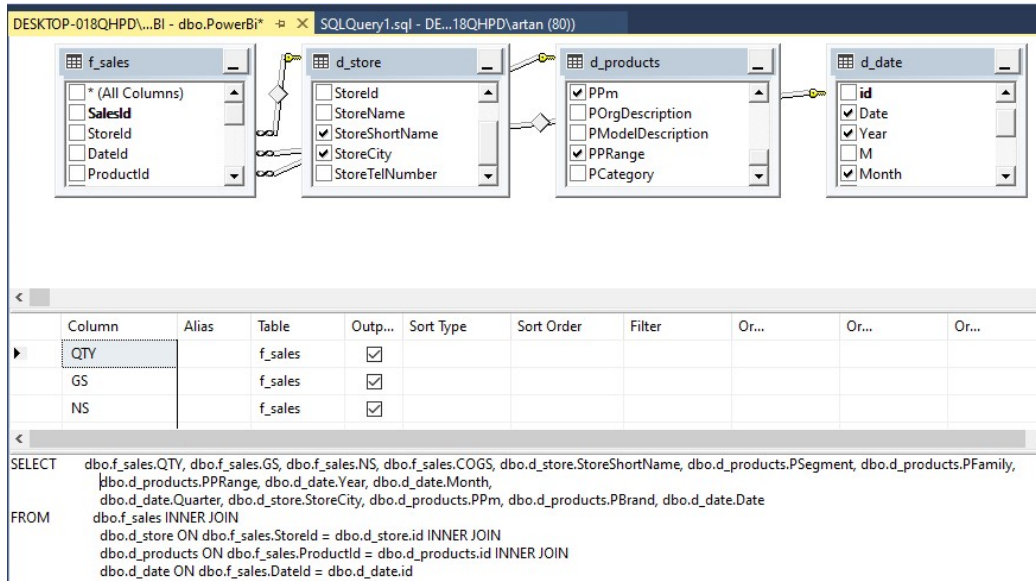 DESKTOP-018QHPD\...BI - dbo.PowerBi* SQLQuery1.sql - DE...18QHPD\artan (80))
f_sales
* (All Columns)
SalesId
StoreId
DateId
ProductId
d_store
StoreId
StoreName
StoreShortName
StoreCity
StoreTelNumber
d_products
PPm
POrgDescription
PModelDescription
PPRange
PCategory
d_date
id
Date
Year
M
Month
Column Alias Table Outp... Sort Type Sort Order Filter Or... Or... Or...
QTY f_sales
GS f_sales
NS f_sales
SELECT dbo.f_sales.QTY, dbo.f_sales.GS, dbo.f_sales.NS, dbo.f_sales.COGS, dbo.d_store.StoreShortName, dbo.d_products.PSegment, dbo.d_products.PFamily,
dbo.d_products.PPRange, dbo.d_date.Year, dbo.d_date.Month,
dbo.d_date.Quarter, dbo.d_store.StoreCity, dbo.d_products.PPm, dbo.d_products.PBrand, dbo.d_date.Date
FROM dbo.f_sales INNER JOIN
dbo.d_store ON dbo.f_sales.StoreId = dbo.d_store.id INNER JOIN
dbo.d_products ON dbo.f_sales.ProductId = dbo.d_products.id INNER JOIN
dbo.d_date ON dbo.f_sales.DateId = dbo.d_date.id